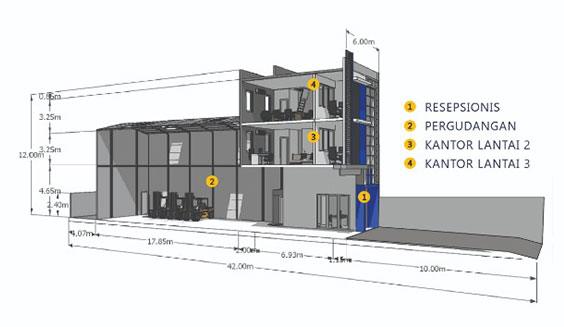 6.00m
0.85m
3.25m
3.25m
12.00m
4.65m
2.40m
4.07m
17.85m
2.00m
6.93m
1.15m
10.00m
42.00m
4
3
2
1
1 RESEPSIONIS
2 PERGUDANGAN
3 KANTOR LANTAI 2
4 KANTOR LANTAI 3